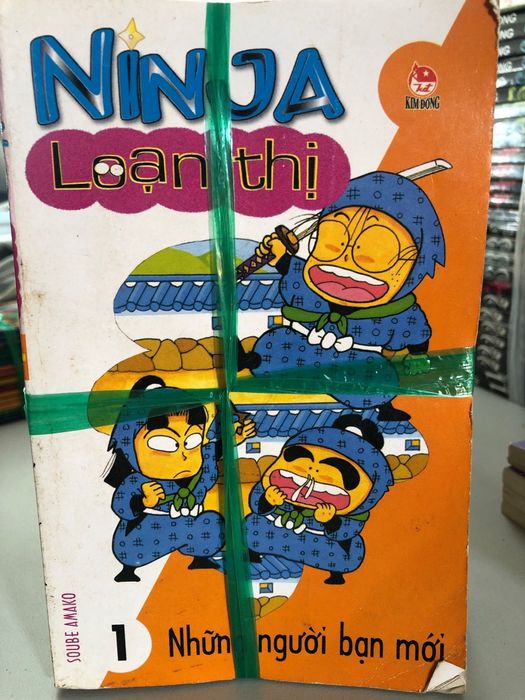 NINJA
Loạn thị
KIM ĐỒNG
SOUBE AMAKO
1
Những người bạn mới